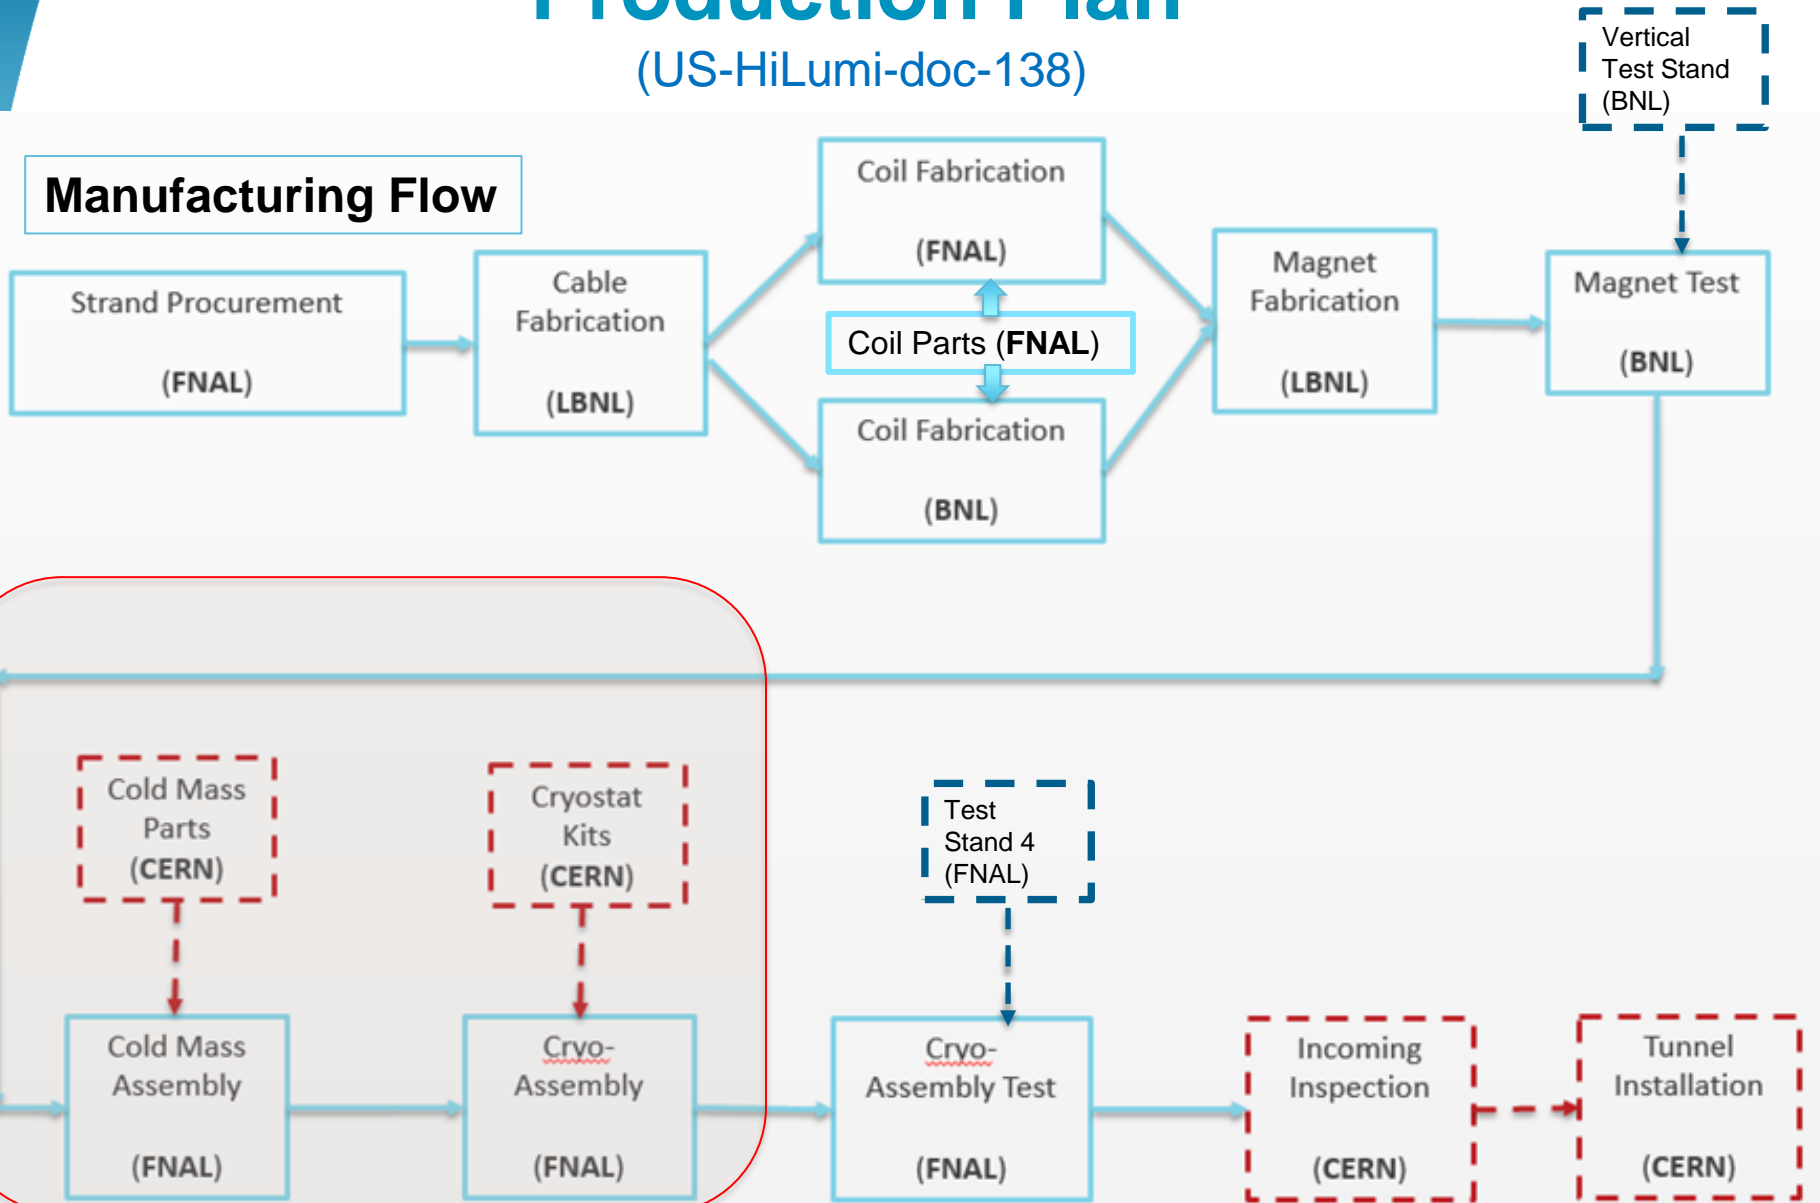 Production Plan
(US-HiLumi-doc-138)
Vertical
Test Stand
(BNL)
Manufacturing Flow
Strand Procurement
(FNAL)
Cable
Fabrication
(LBNL)
Coil Fabrication
(FNAL)
Coil Parts (FNAL)
Coil Fabrication
(BNL)
Magnet
Fabrication
(LBNL)
Magnet Test
(BNL)
Cold Mass
Parts
(CERN)
Cryostat
Kits
(CERN)
Test
Stand 4
(FNAL)
Cold Mass
Assembly
(FNAL)
Cryo-
Assembly
(FNAL)
Cryo-
Assembly Test
(FNAL)
Incoming
Inspection
(CERN)
Tunnel
Installation
(CERN)